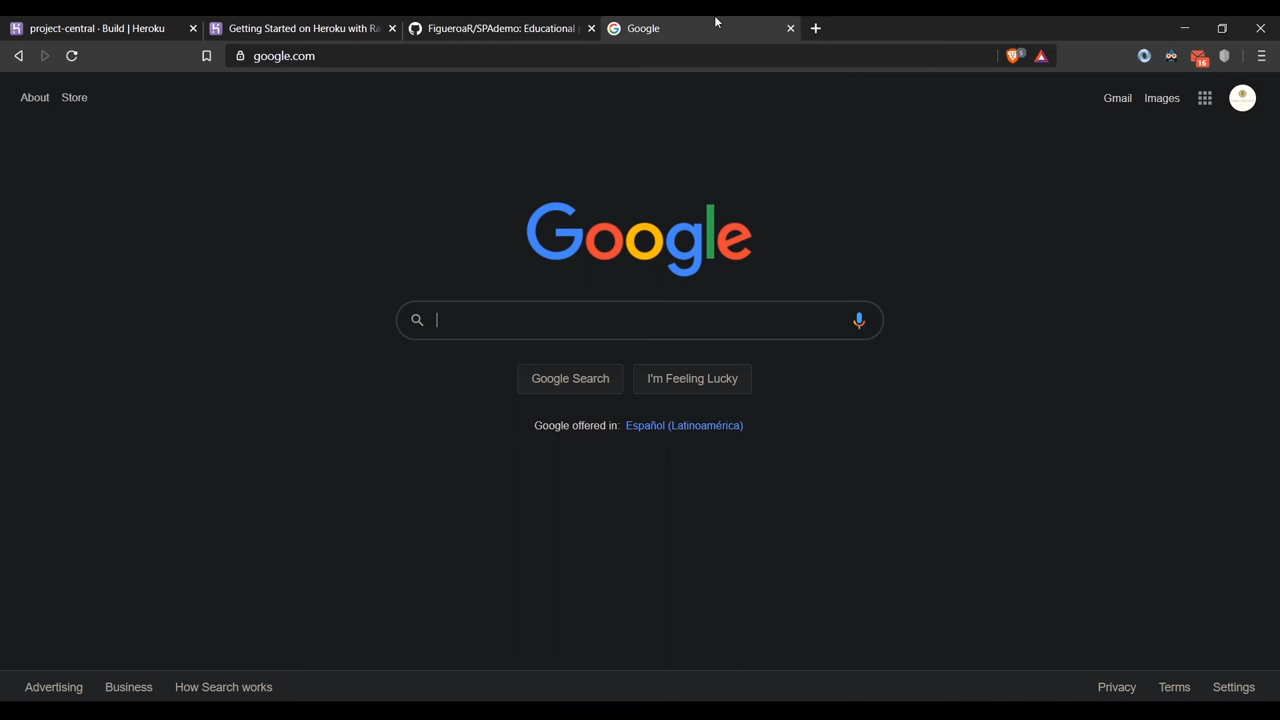 project-central · Build | Heroku
Getting Started on Heroku with Ra
FigueroaR/SPAdemo: Educational
Google
google.com
5
16
About Store
Gmail Images
Google
Google Search
I'm Feeling Lucky
Google offered in: Español (Latinoamérica)
Advertising Business How Search works
Privacy Terms Settings